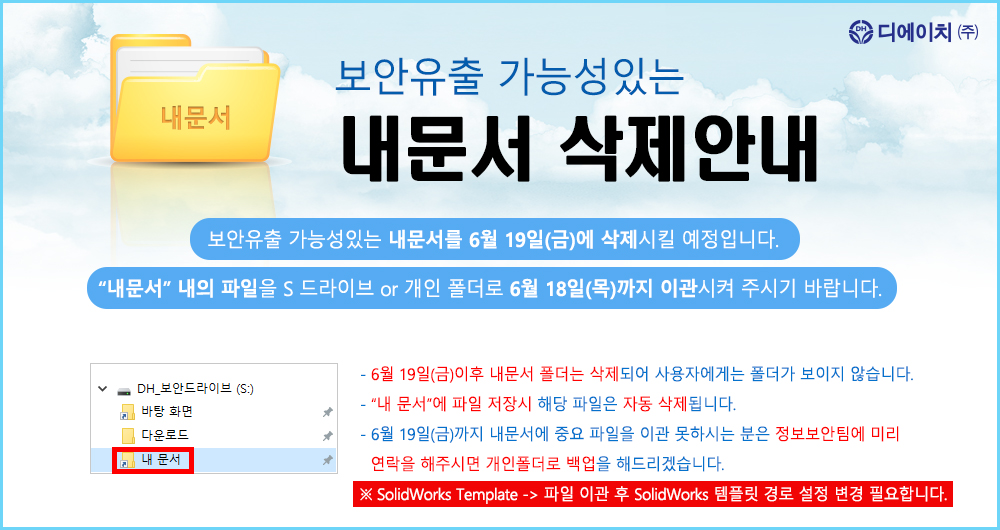 DH 디에이치 (주)
내문서
보안유출 가능성있는
내문서 삭제안내
보안유출 가능성있는 내문서를 6월 19일(금)에 삭제시킬 예정입니다.
“내문서” 내의 파일을 S 드라이브 or 개인 폴더로 6월 18일(목)까지 이관시켜 주시기 바랍니다.
DH_보안드라이브 (S:)
바탕 화면
다운로드
내 문서
- 6월 19일(금)이후 내문서 폴더는 삭제되어 사용자에게는 폴더가 보이지 않습니다.
- “내 문서”에 파일 저장시 해당 파일은 자동 삭제됩니다.
- 6월 19일(금)까지 내문서에 중요 파일을 이관 못하시는 분은 정보보안팀에 미리
연락을 해주시면 개인폴더로 백업을 해드리겠습니다.
※ SolidWorks Template -> 파일 이관 후 SolidWorks 템플릿 경로 설정 변경 필요합니다.